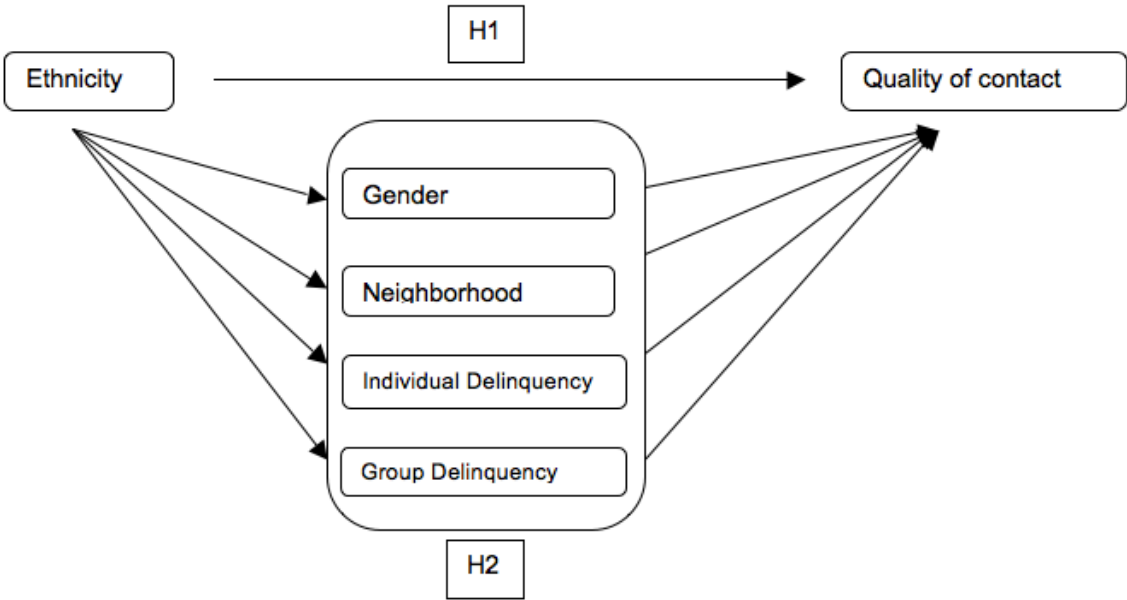 H1
Ethnicity
Quality of contact
Gender
Neighborhood
Individual Delinquency
Group Delinquency
H2